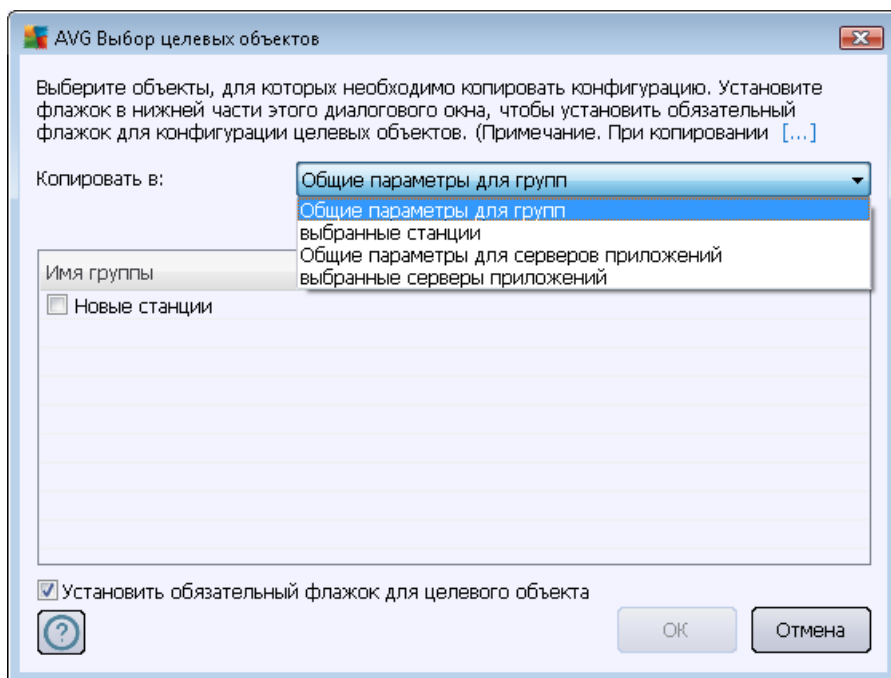 AVG Выбор целевых объектов
Выберите объекты, для которых необходимо копировать конфигурацию. Установите
флажок в нижней части этого диалогового окна, чтобы установить обязательный
флажок для конфигурации целевых объектов. (Примечание. При копировании [...]
Копировать в:
Общие параметры для групп
Общие параметры для групп
выбранные станции
Общие параметры для серверов приложений
выбранные серверы приложений
Имя группы
Новые станции
Установить обязательный флажок для целевого объекта
?
ОК
Отмена